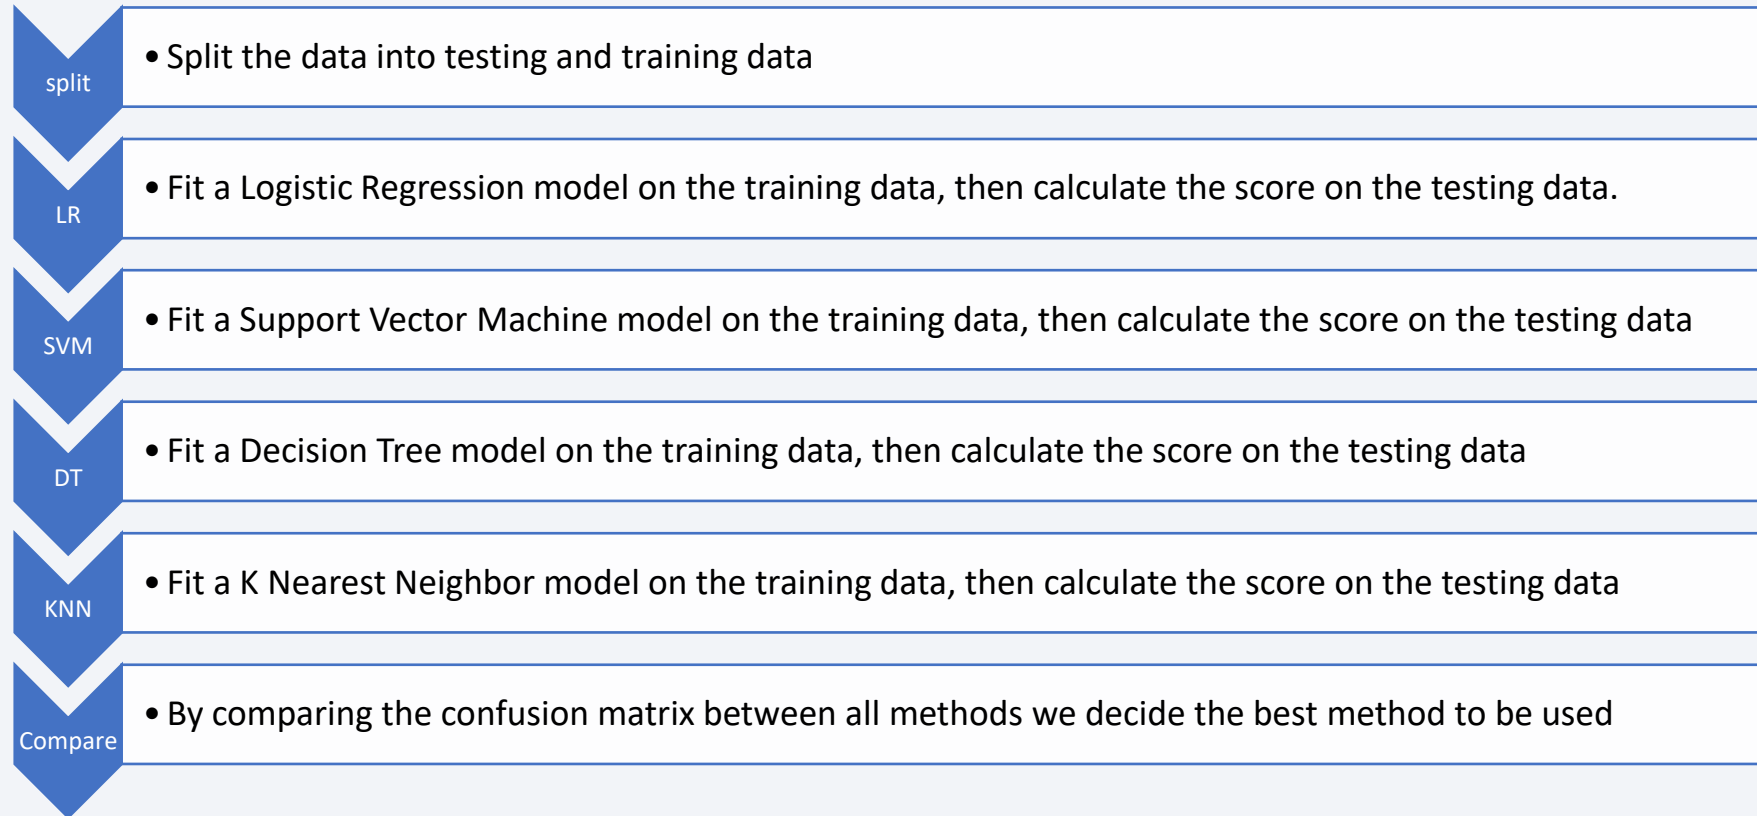 split
• Split the data into testing and training data
LR
• Fit a Logistic Regression model on the training data, then calculate the score on the testing data.
SVM
• Fit a Support Vector Machine model on the training data, then calculate the score on the testing data
DT
• Fit a Decision Tree model on the training data, then calculate the score on the testing data
KNN
• Fit a K Nearest Neighbor model on the training data, then calculate the score on the testing data
Compare
• By comparing the confusion matrix between all methods we decide the best method to be used